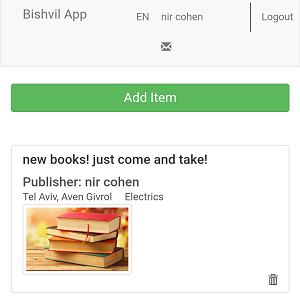 Bishvil App
EN nir cohen Logout
Add Item
new books! just come and take!
Publisher: nir cohen
Tel Aviv, Aven Givrol Electrics